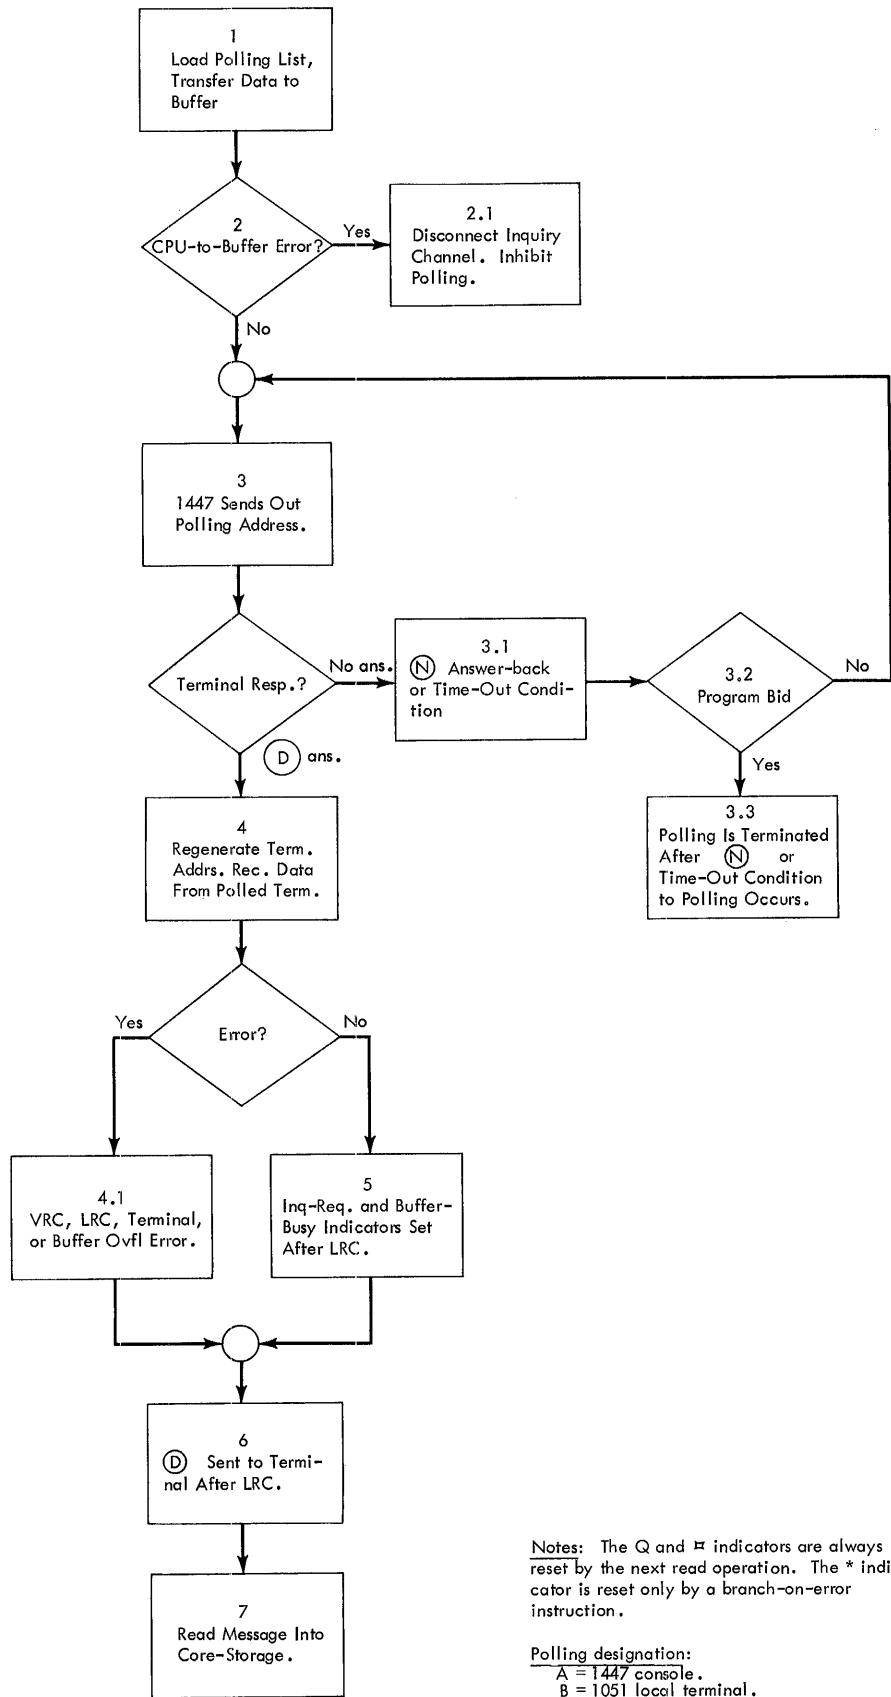 1
Load Polling List,
Transfer Data to
Buffer
2
CPU-to-Buffer Error?
Yes
2.1
Disconnect Inquiry
Channel. Inhibit
Polling.
No
3
1447 Sends Out
Polling Address.
Terminal Resp.?
No ans.
3.1
Ⓝ Answer-back
or Time-Out Condi-
tion
3.2
Program Bid
No
Ⓓ ans.
Yes
3.3
Polling Is Terminated
After Ⓝ or
Time-Out Condition
to Polling Occurs.
4
Regenerate Term.
Addrs. Rec. Data
From Polled Term.
Error?
Yes
No
4.1
VRC, LRC, Terminal,
or Buffer Ovfl Error.
5
Inq-Req. and Buffer-
Busy Indicators Set
After LRC.
6
Ⓓ Sent to Termi-
nal After LRC.
7
Read Message Into
Core-Storage.
Notes: The Q and ⌑ indicators are always
reset by the next read operation. The * indi
cator is reset only by a branch-on-error
instruction.
Polling designation:
A = 1447 console.
B = 1051 local terminal.